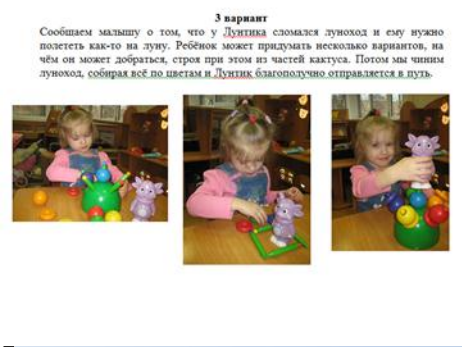 3 вариант
Сообщаем малышу о том, что у Лунтика сломался луноход и ему нужно
полететь как-то на луну. Ребёнок может придумать несколько вариантов, на
чём он может добраться, строя при этом из частей кактуса. Потом мы чиним
луноход, собирая всё по цветам и Лунтик благополучно отправляется в путь.